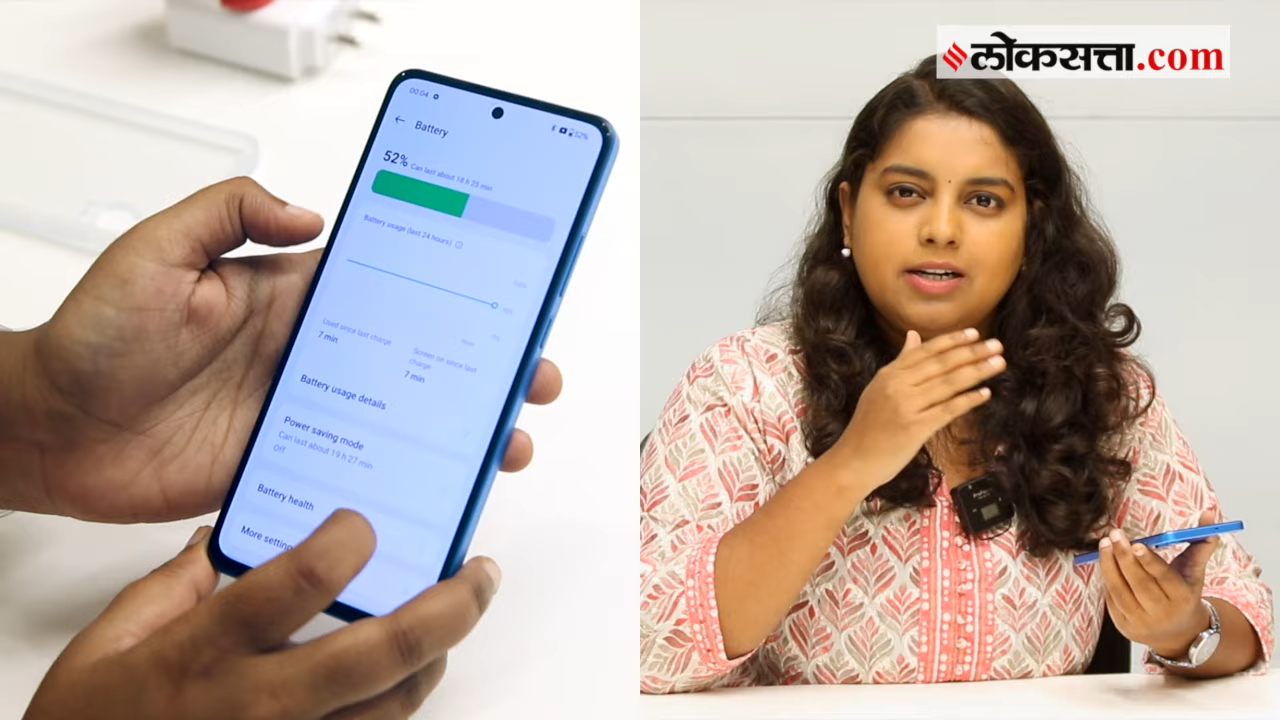 00:04
52%
Battery
52% Can last about 18 h 25 min
Battery usage (last 24 hours)
Used since last charge
7 min
Screen on since last charge
7 min
Battery usage details
Power saving mode
Can last about 19 h 27 min
Off
Battery health
More settin
लोकसत्ता.com